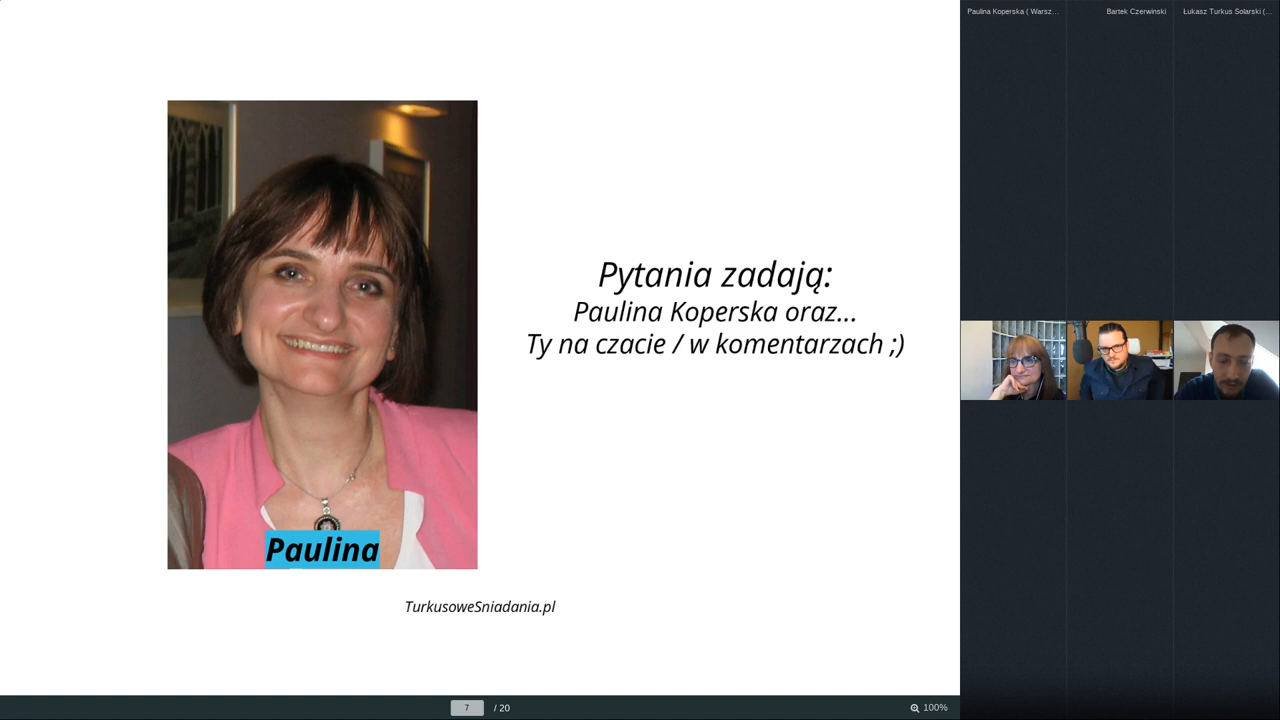 Paulina Koperska ( Warsz...
Bartek Czerwinski
Łukasz Turkus Solarski (...
Pytania zadają:
Paulina Koperska oraz...
Ty na czacie / w komentarzach ;)
Paulina
TurkusoweSniadania.pl
7 / 20
100%